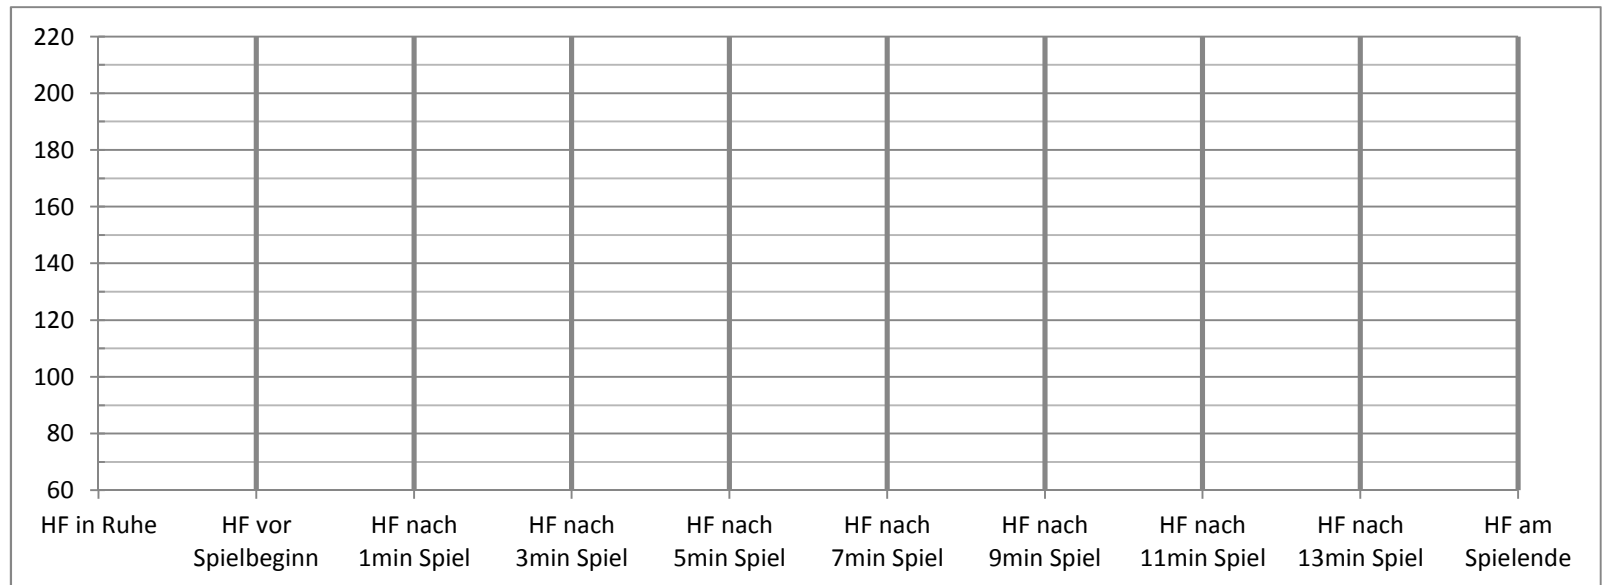 220
200
180
160
140
120
100
80
60
HF in Ruhe
HF vor
Spielbeginn
HF nach
1min Spiel
HF nach
3min Spiel
HF nach
5min Spiel
HF nach
7min Spiel
HF nach
9min Spiel
HF nach
11min Spiel
HF nach
13min Spiel
HF am
Spielende